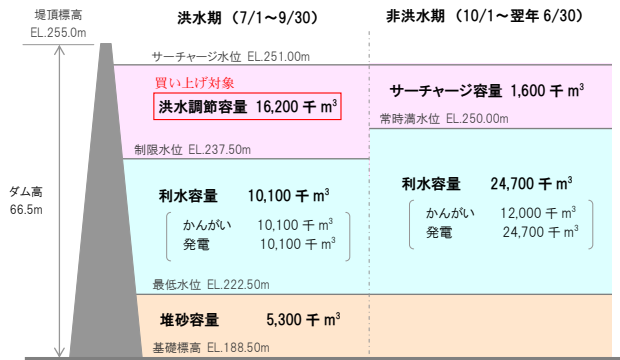 堤頂標高
EL.255.0m
洪水期（7/1～9/30）
非洪水期（10/1～翌年 6/30）
サーチャージ水位 EL.251.00m
買い上げ対象
洪水調節容量 16,200 千 m³
サーチャージ容量 1,600 千 m³
常時満水位 EL.250.00m
制限水位 EL.237.50m
ダム高
66.5m
利水容量 10,100 千 m³
かんがい 10,100 千 m³
発電 10,100 千 m³
利水容量 24,700 千 m³
かんがい 12,000 千 m³
発電 24,700 千 m³
最低水位 EL.222.50m
堆砂容量 5,300 千 m³
基礎標高 EL.188.50m